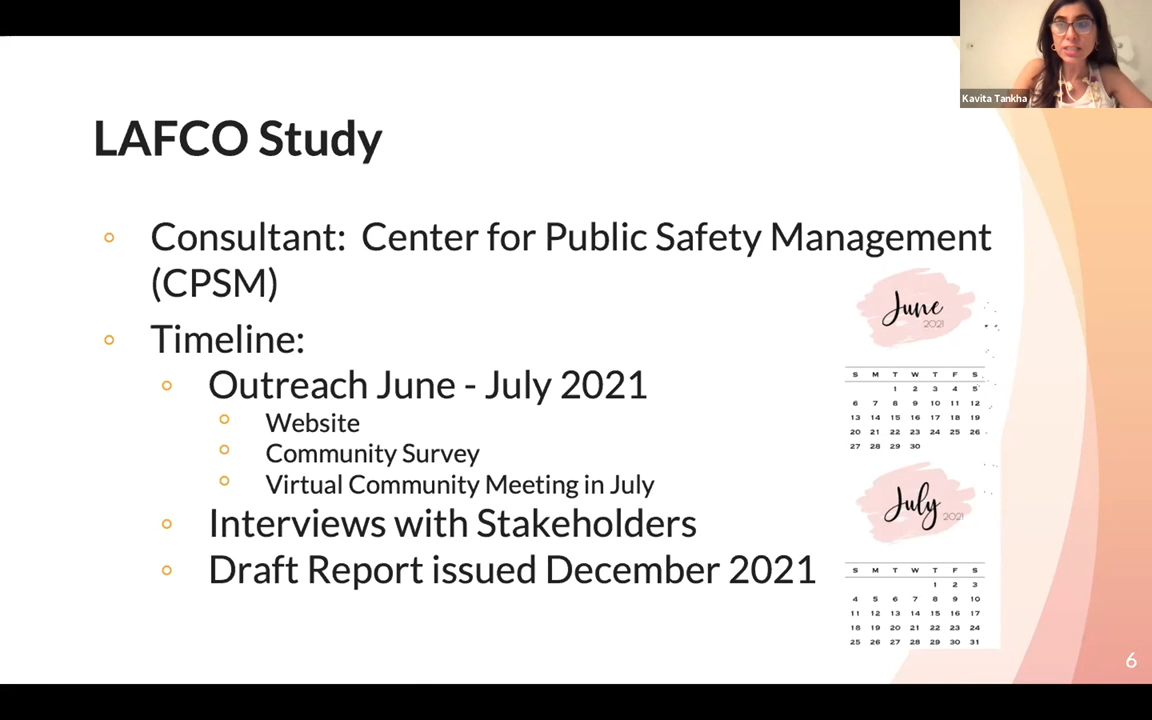 Kavita Tankha
LAFCO Study
Consultant: Center for Public Safety Management
(CPSM)
Timeline:
Outreach June - July 2021
Website
Community Survey
Virtual Community Meeting in July
Interviews with Stakeholders
Draft Report issued December 2021
June
2021
S M T W T F S
1 2 3 4 5
6 7 8 9 10 11 12
13 14 15 16 17 18 19
20 21 22 23 24 25 26
27 28 29 30
July
2021
S M T W T F S
1 2 3
4 5 6 7 8 9 10
11 12 13 14 15 16 17
18 19 20 21 22 23 24
25 26 27 28 29 30 31
6